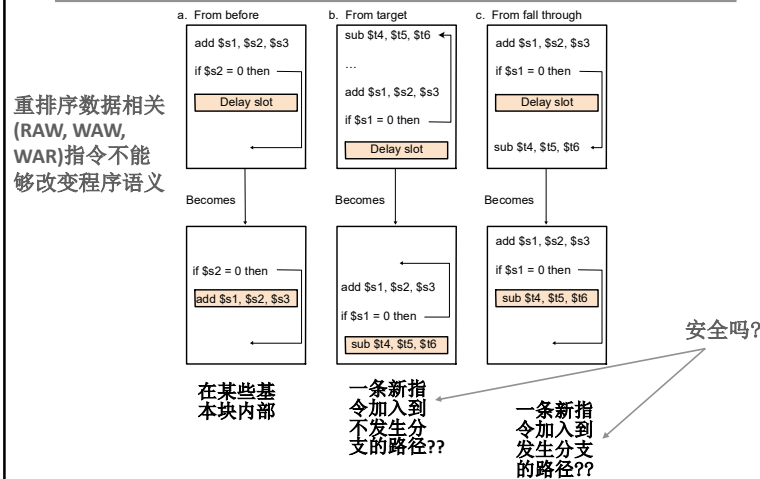 a. From before
add $s1, $s2, $s3
if $s2 = 0 then
Delay slot
b. From target
sub $t4, $t5, $t6
…
add $s1, $s2, $s3
if $s1 = 0 then
Delay slot
c. From fall through
add $s1, $s2, $s3
if $s1 = 0 then
Delay slot
sub $t4, $t5, $t6
重排序数据相关
(RAW, WAW,
WAR)指令不能
够改变程序语义
Becomes
Becomes
Becomes
if $s2 = 0 then
add $s1, $s2, $s3
add $s1, $s2, $s3
if $s1 = 0 then
sub $t4, $t5, $t6
add $s1, $s2, $s3
if $s1 = 0 then
sub $t4, $t5, $t6
安全吗?
在某些基
本块内部
一条新指
令加入到
不发生分
支的路径??
一条新指
令加入到
发生分支
的路径??